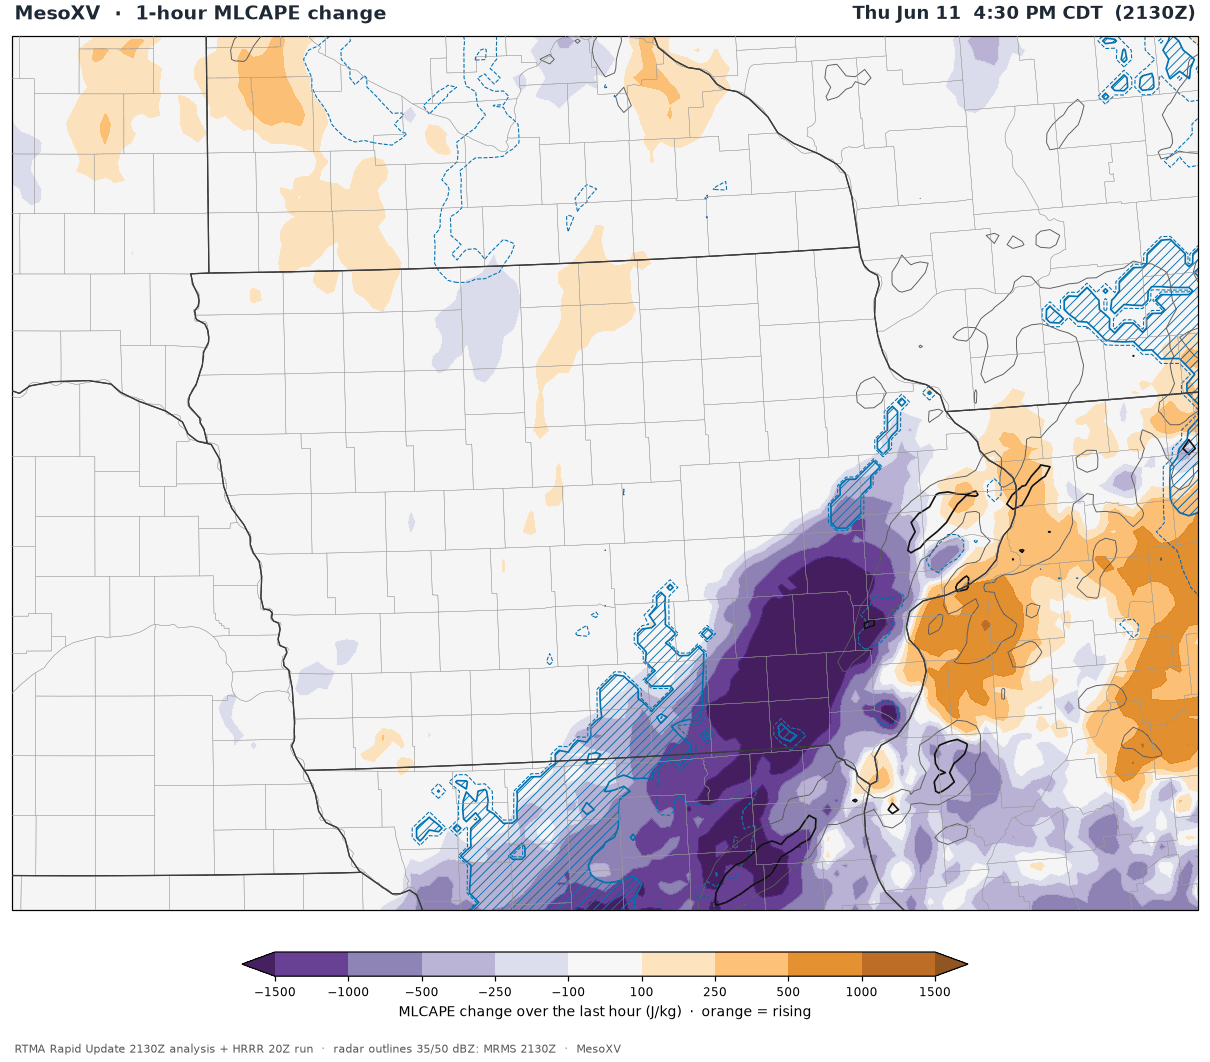 MesoXV · 1-hour MLCAPE change
Thu Jun 11 4:30 PM CDT (2130Z)
−1500 −1000 −500 −250 −100 100 250 500 1000 1500
MLCAPE change over the last hour (J/kg) · orange = rising
RTMA Rapid Update 2130Z analysis + HRRR 20Z run · radar outlines 35/50 dBZ: MRMS 2130Z · MesoXV